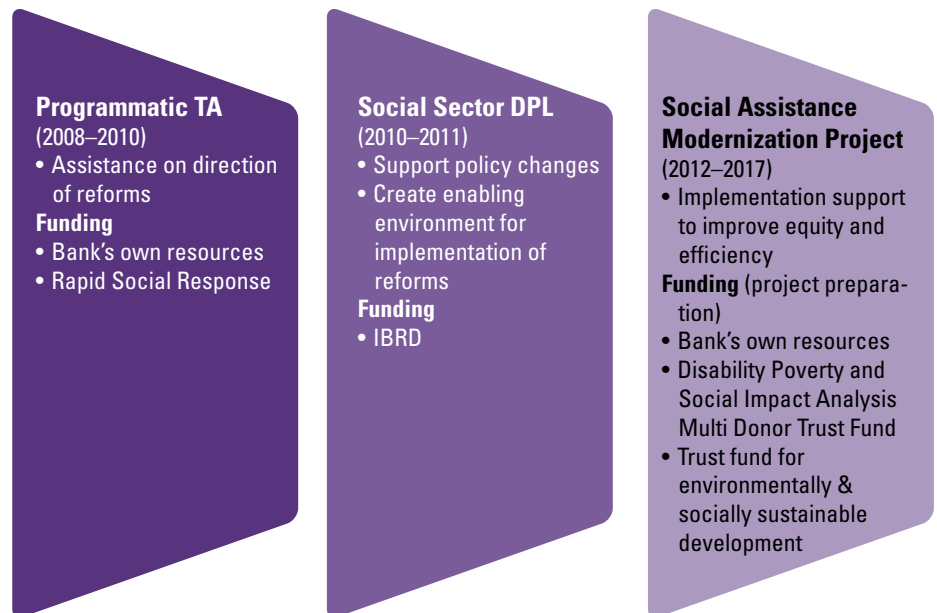 Programmatic TA
(2008–2010)
• Assistance on direction
of reforms
Funding
• Bank's own resources
• Rapid Social Response
Social Sector DPL
(2010–2011)
• Support policy changes
• Create enabling
environment for
implementation of
reforms
Funding
• IBRD
Social Assistance
Modernization Project
(2012–2017)
• Implementation support
to improve equity and
efficiency
Funding (project prepara-
tion)
• Bank's own resources
• Disability Poverty and
Social Impact Analysis
Multi Donor Trust Fund
• Trust fund for
environmentally &
socially sustainable
development